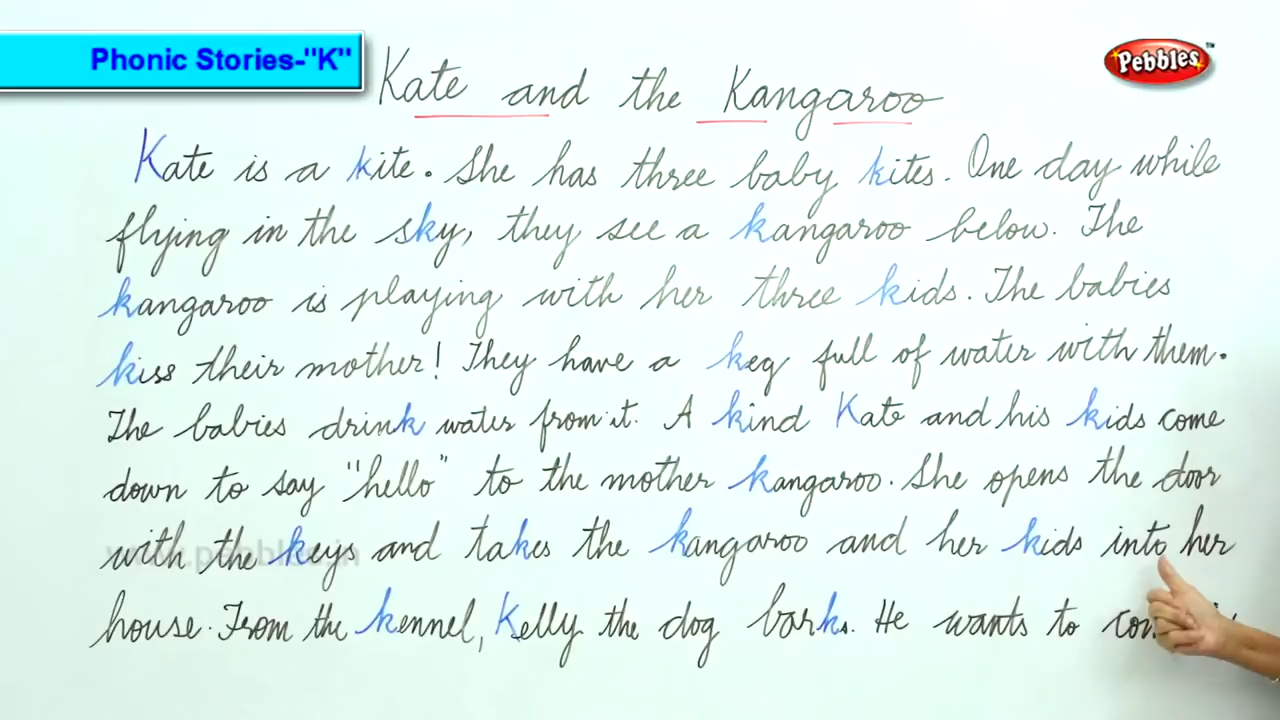 Phonic Stories-"K"
Pebbles™
Kate and the Kangaroo
Kate is a kite. She has three baby kites. One day while
flying in the sky, they see a kangaroo below. The
kangaroo is playing with her three kids. The babies
kiss their mother! They have a keg full of water with them.
The babies drink water from it. A kind Kate and his kids come
down to say "hello" to the mother kangaroo. She opens the door
with the keys and takes the kangaroo and her kids into her
www.pebbles.in
house. From the kennel, Kelly the dog barks. He wants to